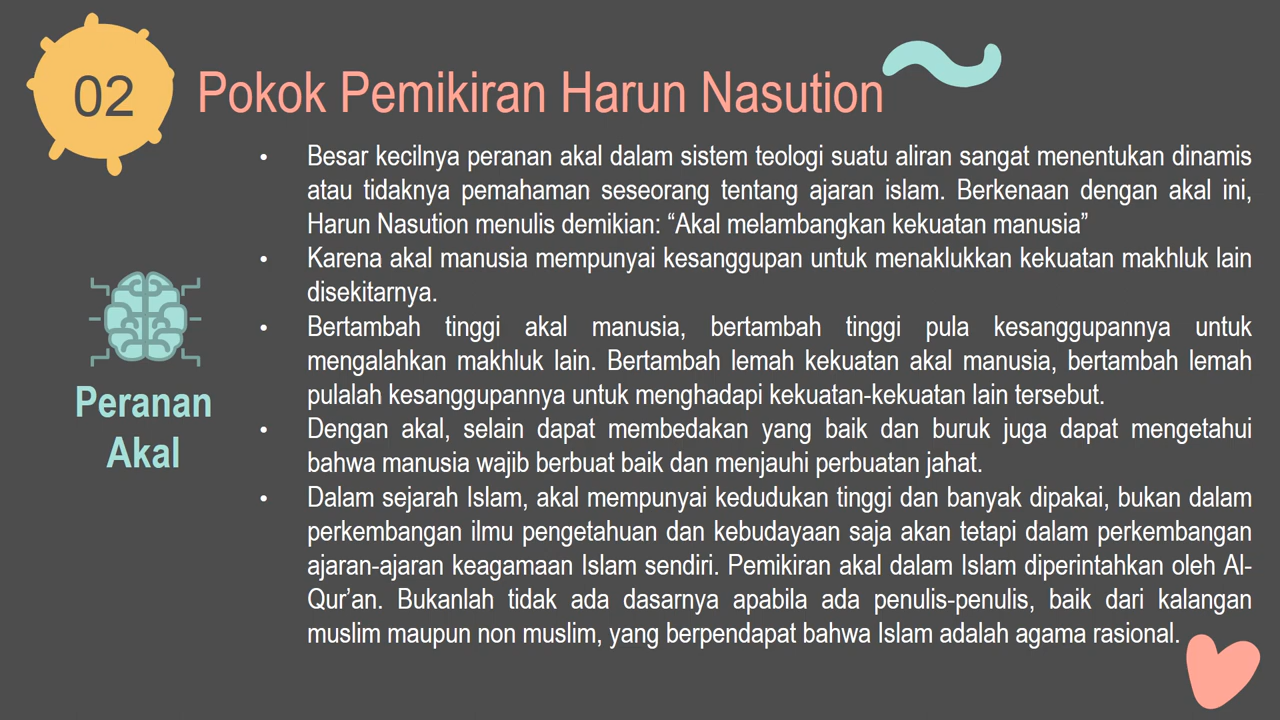 02
Pokok Pemikiran Harun Nasution
• Besar kecilnya peranan akal dalam sistem teologi suatu aliran sangat menentukan dinamis
atau tidaknya pemahaman seseorang tentang ajaran islam. Berkenaan dengan akal ini,
Harun Nasution menulis demikian: “Akal melambangkan kekuatan manusia”
• Karena akal manusia mempunyai kesanggupan untuk menaklukkan kekuatan makhluk lain
disekitarnya.
• Bertambah tinggi akal manusia, bertambah tinggi pula kesanggupannya untuk
mengalahkan makhluk lain. Bertambah lemah kekuatan akal manusia, bertambah lemah
pulalah kesanggupannya untuk menghadapi kekuatan-kekuatan lain tersebut.
• Dengan akal, selain dapat membedakan yang baik dan buruk juga dapat mengetahui
bahwa manusia wajib berbuat baik dan menjauhi perbuatan jahat.
• Dalam sejarah Islam, akal mempunyai kedudukan tinggi dan banyak dipakai, bukan dalam
perkembangan ilmu pengetahuan dan kebudayaan saja akan tetapi dalam perkembangan
ajaran-ajaran keagamaan Islam sendiri. Pemikiran akal dalam Islam diperintahkan oleh Al-
Qur’an. Bukanlah tidak ada dasarnya apabila ada penulis-penulis, baik dari kalangan
muslim maupun non muslim, yang berpendapat bahwa Islam adalah agama rasional.
Peranan
Akal